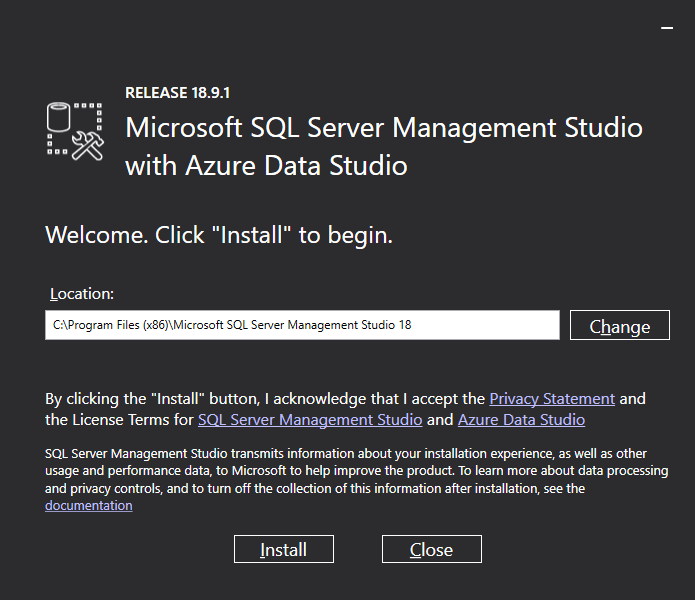 RELEASE 18.9.1
Microsoft SQL Server Management Studio
with Azure Data Studio
Welcome. Click "Install" to begin.
Location:
C:\Program Files (x86)\Microsoft SQL Server Management Studio 18
Change
By clicking the "Install" button, I acknowledge that I accept the Privacy Statement and
the License Terms for SQL Server Management Studio and Azure Data Studio
SQL Server Management Studio transmits information about your installation experience, as well as other
usage and performance data, to Microsoft to help improve the product. To learn more about data processing
and privacy controls, and to turn off the collection of this information after installation, see the
documentation
Install
Close